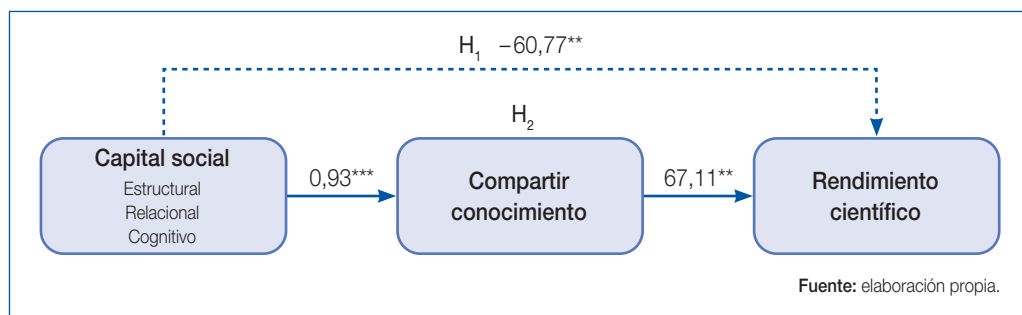 H1 –60,77**
H2
Capital social
Estructural
Relacional
Cognitivo
0,93***
Compartir
conocimiento
67,11**
Rendimiento
científico
Fuente: elaboración propia.